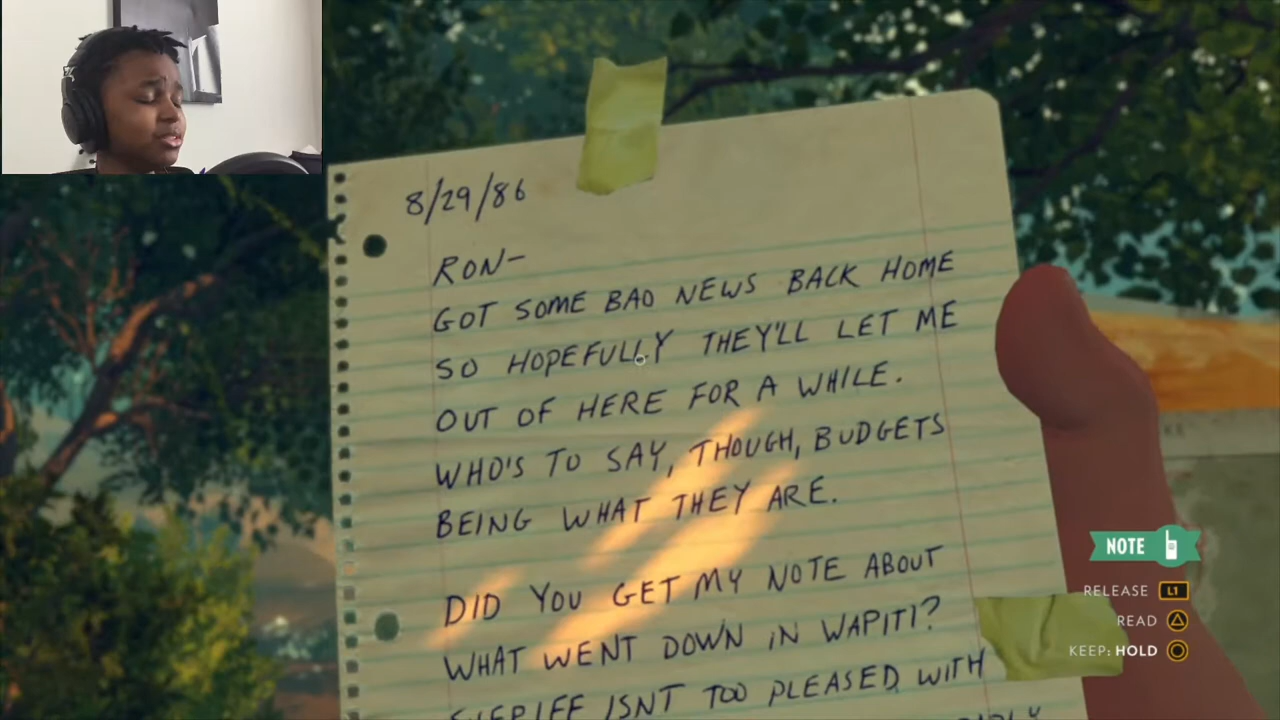 8/29/86
RON-
GOT SOME BAD NEWS BACK HOME
SO HOPEFULLY THEY'LL LET ME
OUT OF HERE FOR A WHILE.
WHO'S TO SAY, THOUGH, BUDGETS
BEING WHAT THEY ARE.
DID YOU GET MY NOTE ABOUT
WHAT WENT DOWN IN WAPITI?
SHERIFF ISNT TOO PLEASED WITH
NOTE
RELEASE L1
READ
KEEP: HOLD